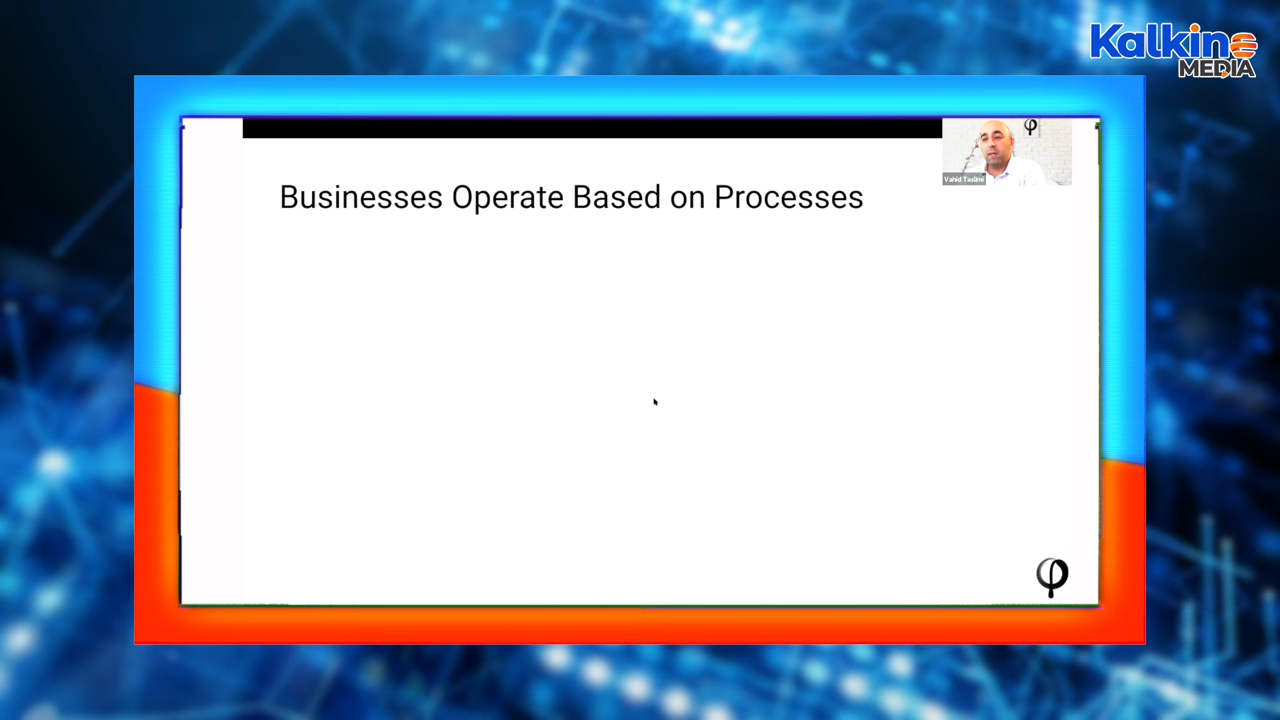 Kalkine
MEDIA
Businesses Operate Based on Processes
Vahid Taslimi
φ